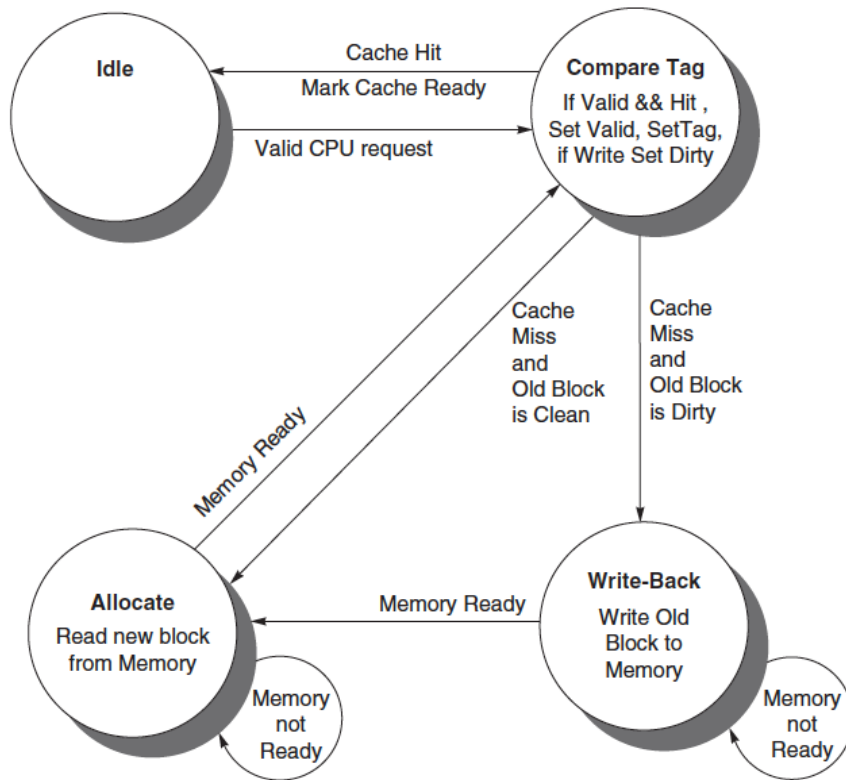 Idle
Cache Hit
Mark Cache Ready
Valid CPU request
Compare Tag
If Valid && Hit ,
Set Valid, SetTag,
if Write Set Dirty
Cache
Miss
and
Old Block
is Clean
Cache
Miss
and
Old Block
is Dirty
Memory Ready
Allocate
Read new block
from Memory
Memory
not
Ready
Memory Ready
Write-Back
Write Old
Block to
Memory
Memory
not
Ready